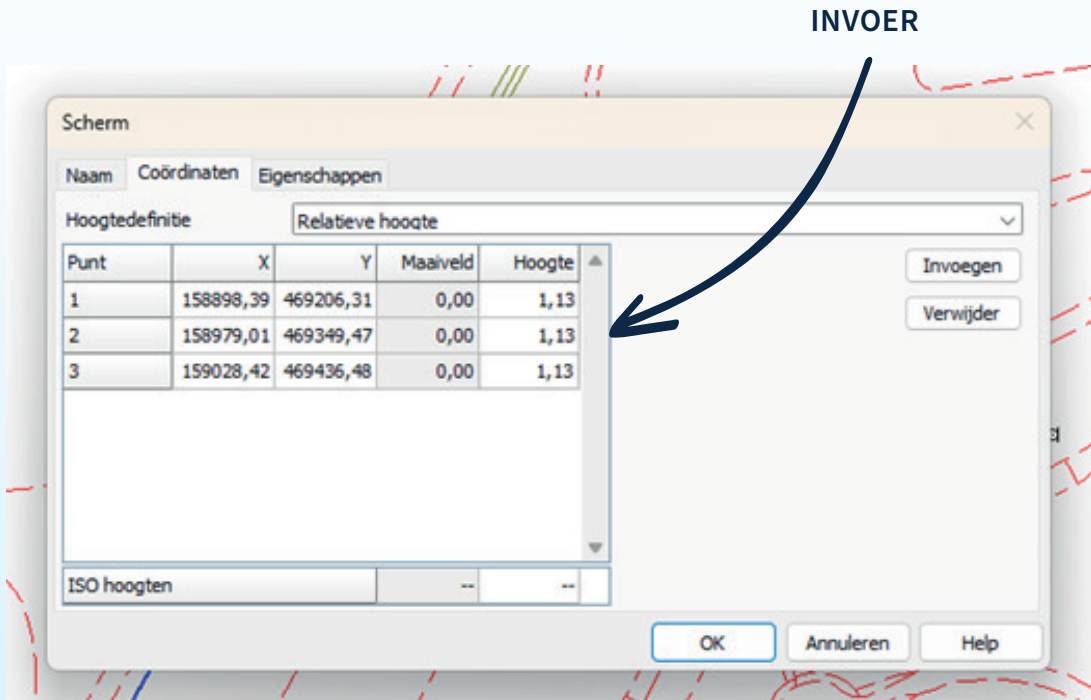 INVOER
Scherm
Naam Coördinaten Eigenschappen
Hoogtedefinitie Relatieve hoogte
Punt X Y Maaiveld Hoogte
Invoegen
1 158898,39 469206,31 0,00 1,13
Verwijder
2 158979,01 469349,47 0,00 1,13
3 159028,42 469436,48 0,00 1,13
ISO hoogten -- --
OK Annuleren Help